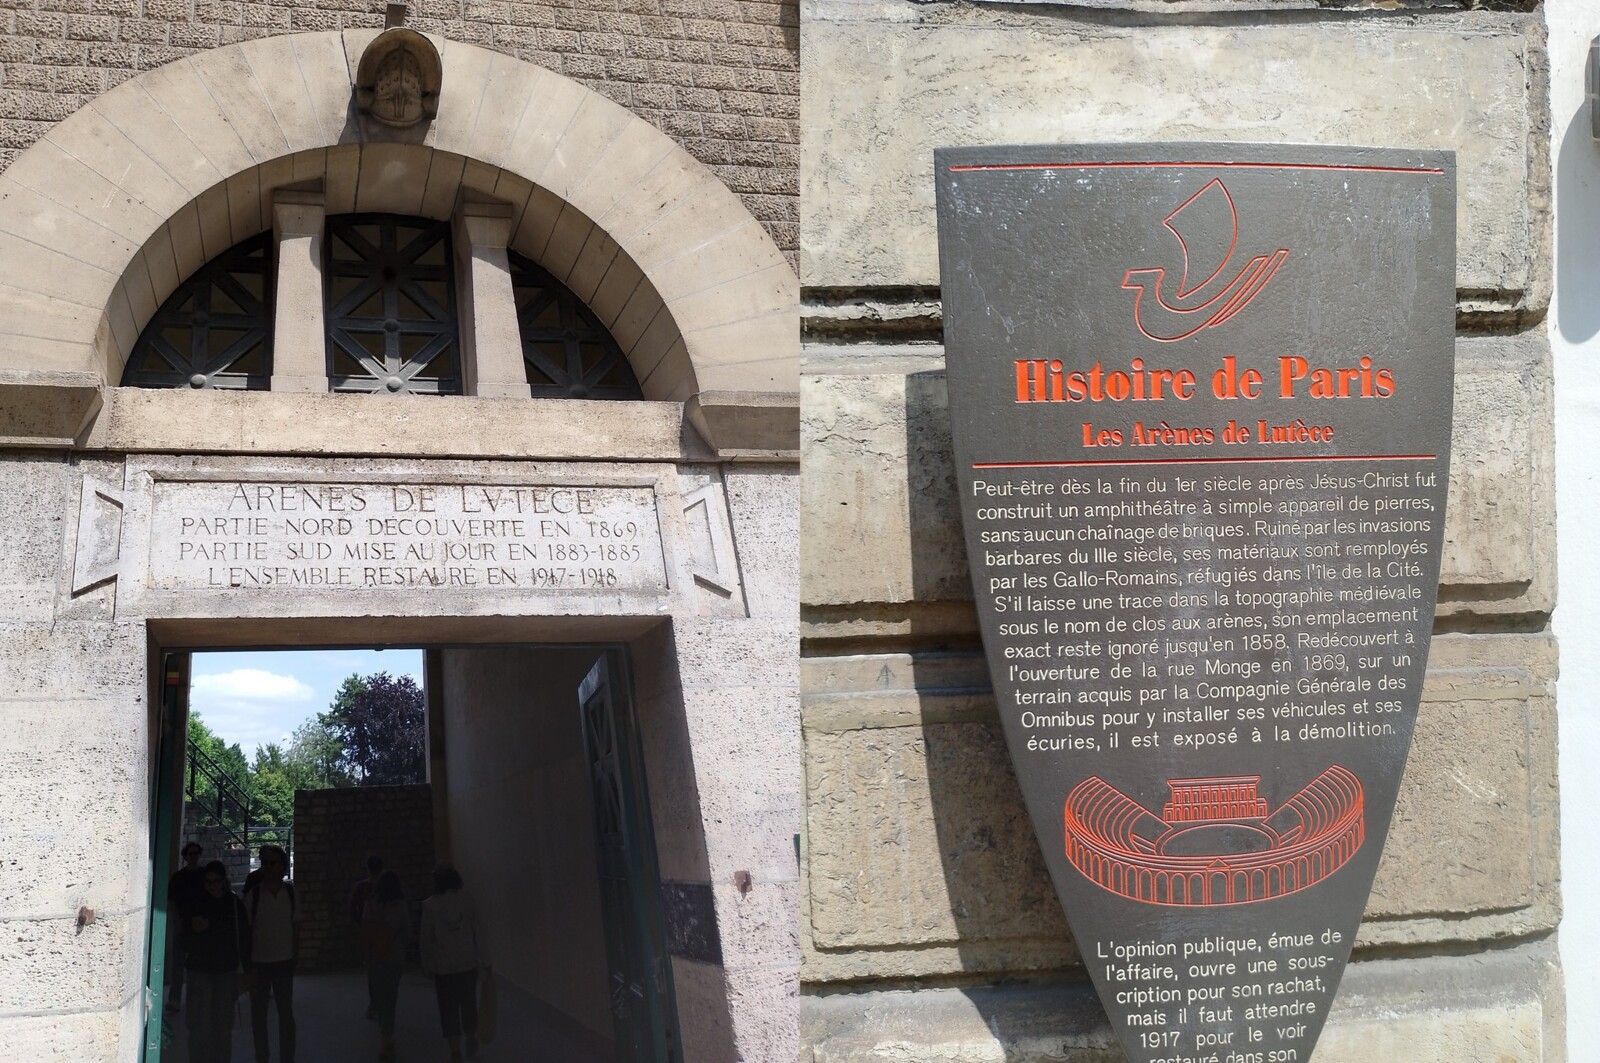 ARENES DE LVTECE
PARTIE NORD DECOUVERTE EN 1869
PARTIE SUD MISE AU JOUR EN 1883-1885
L'ENSEMBLE RESTAURÉ EN 1917-1918
Histoire de Paris
Les Arènes de Lutèce
Peut-être dès la fin du 1er siècle après Jésus-Christ fut
construit un amphithéâtre à simple appareil de pierres,
sans aucun chaînage de briques. Ruiné par les invasions
barbares du IIIe siècle, ses matériaux sont remployés
par les Gallo-Romains, réfugiés dans l'île de la Cité.
S'il laisse une trace dans la topographie médiévale
sous le nom de clos aux arènes, son emplacement
exact reste ignoré jusqu'en 1858. Redécouvert à
l'ouverture de la rue Monge en 1869, sur un
terrain acquis par la Compagnie Générale des
Omnibus pour y installer ses véhicules et ses
écuries, il est exposé à la démolition.
L'opinion publique, émue de
l'affaire, ouvre une sous-
cription pour son rachat,
mais il faut attendre
1917 pour le voir
restauré dans son